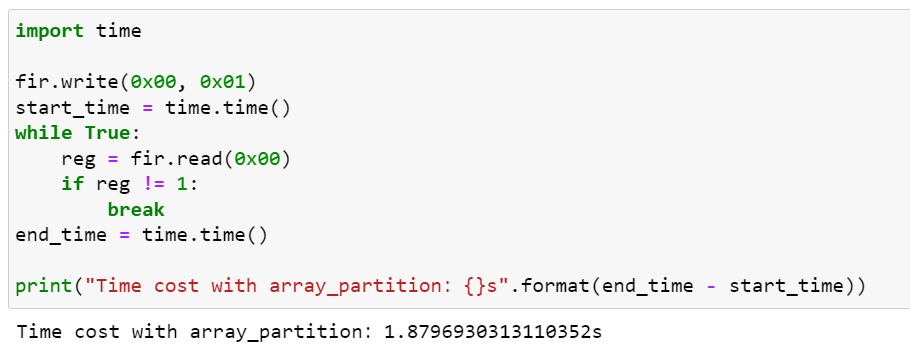 import time
fir.write(0x00, 0x01)
start_time = time.time()
while True:
    reg = fir.read(0x00)
    if reg != 1:
        break
end_time = time.time()
print("Time cost with array_partition: {}s".format(end_time - start_time))
Time cost with array_partition: 1.8796930313110352s